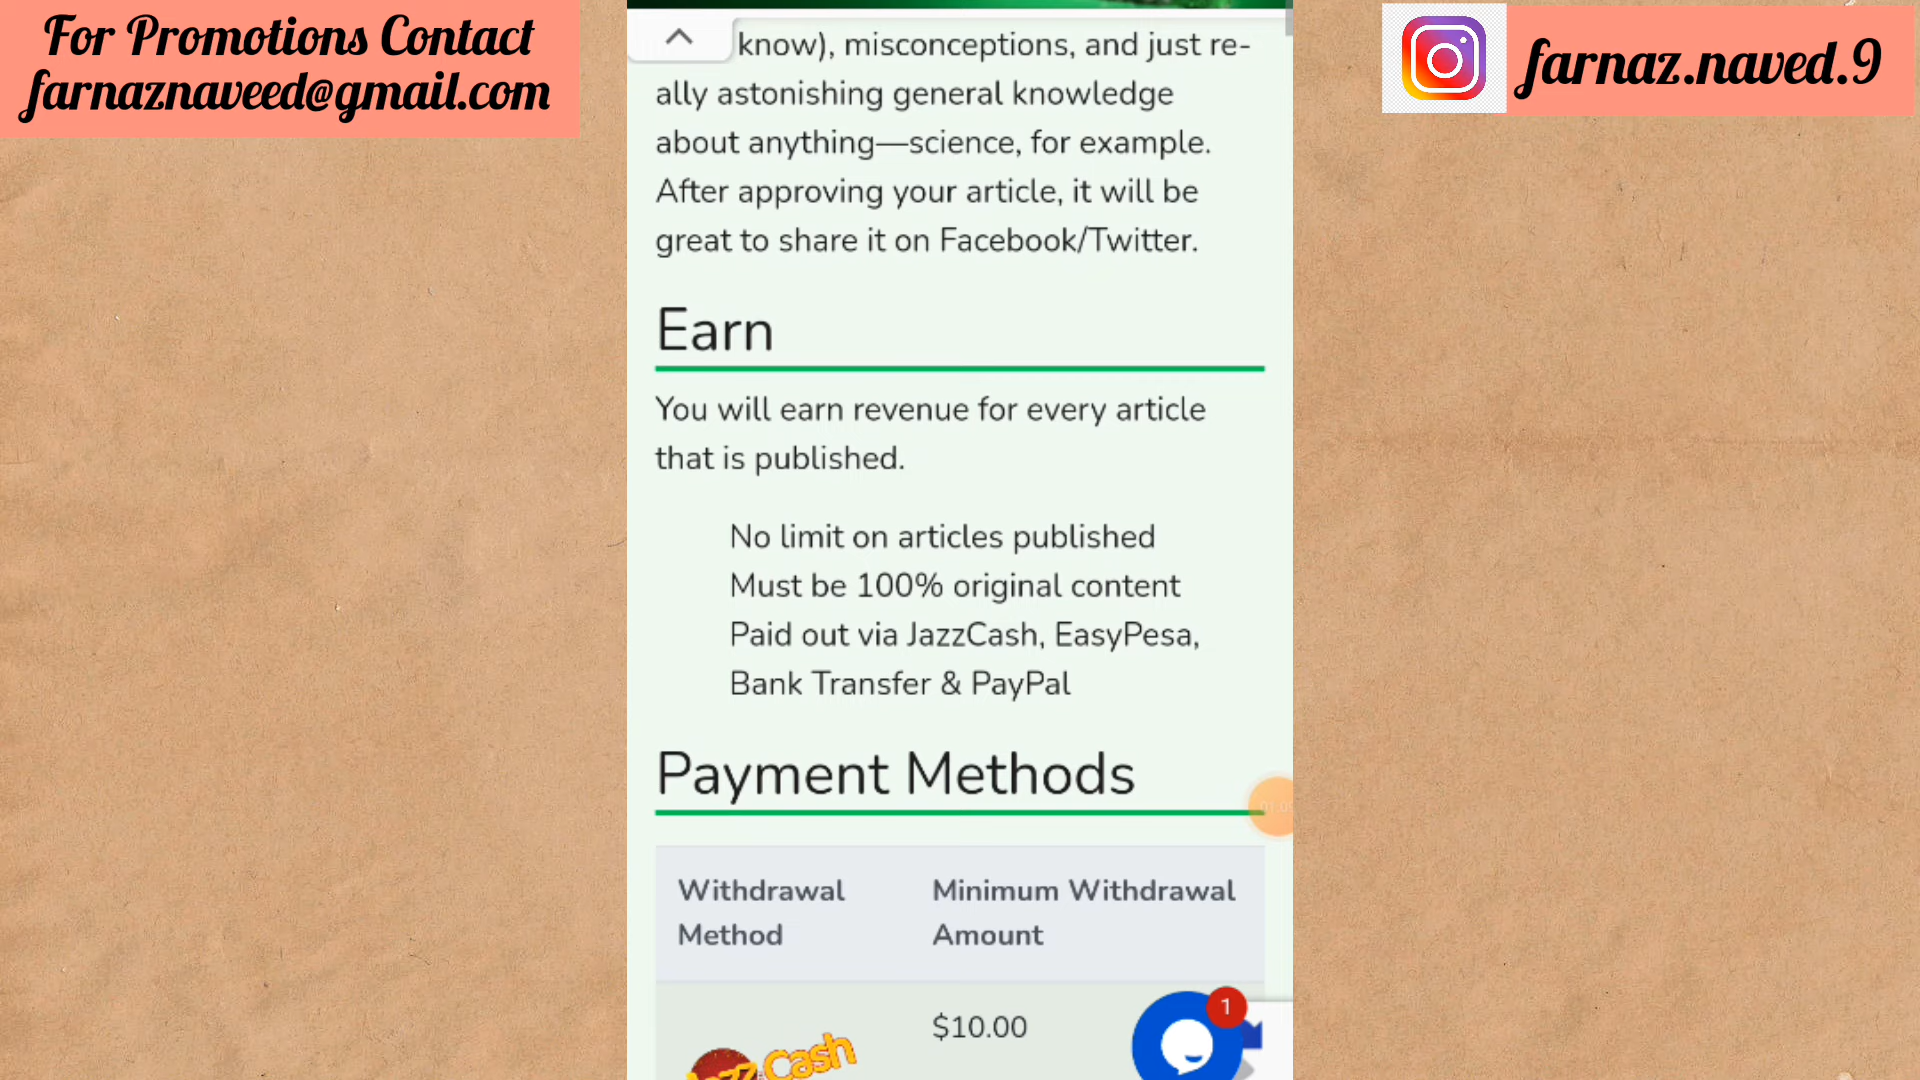 For Promotions Contact
farnaznaveed@gmail.com
farnaz.naved.9
know), misconceptions, and just re-
ally astonishing general knowledge
about anything—science, for example.
After approving your article, it will be
great to share it on Facebook/Twitter.
Earn
You will earn revenue for every article
that is published.
No limit on articles published
Must be 100% original content
Paid out via JazzCash, EasyPesa,
Bank Transfer & PayPal
Payment Methods
Withdrawal
Method
Minimum Withdrawal
Amount
$10.00
1
Jazz Cash